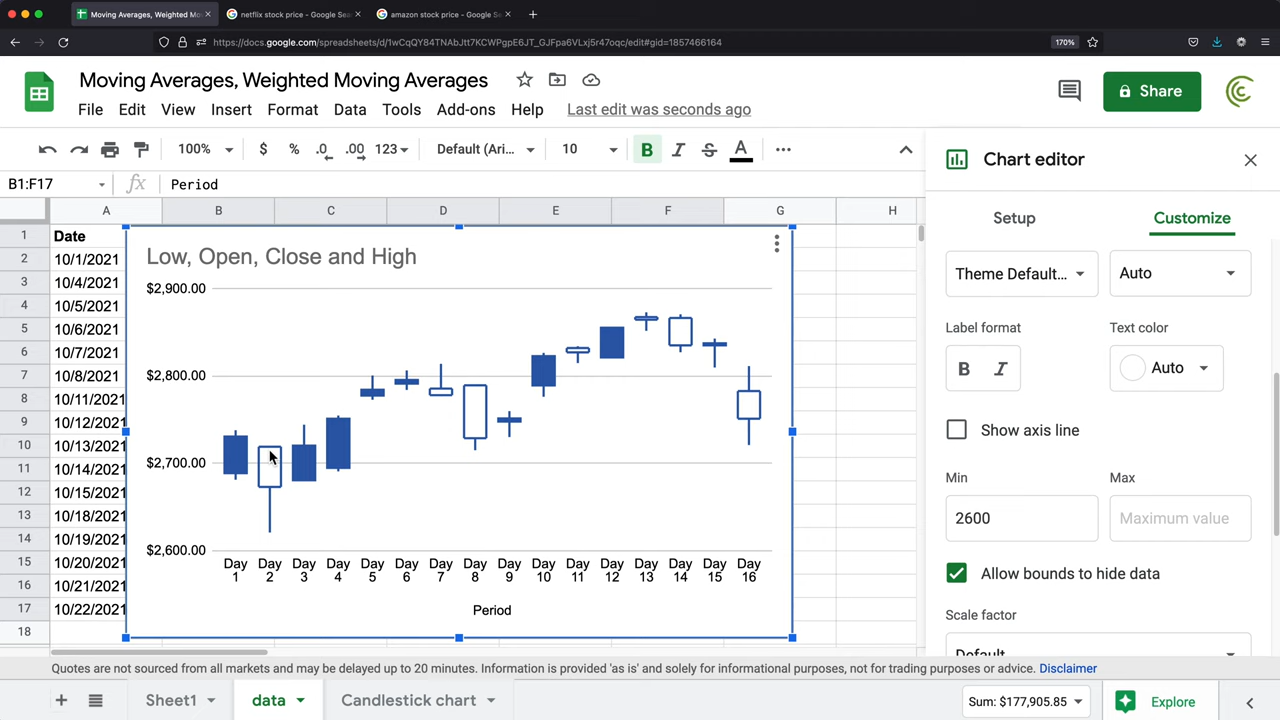 Moving Averages, Weighted Mo
netflix stock price - Google Sea
amazon stock price - Google Se
https://docs.google.com/spreadsheets/d/1wCqQY84TNAbJtt7KCWPgpE6JT_GJFpa6VLxj5r47oqc/edit#gid=1857466164
170%
Moving Averages, Weighted Moving Averages
File Edit View Insert Format Data Tools Add-ons Help Last edit was seconds ago
Share
100% $ % .0 .00 123 Default (Ari... 10 B I S A
B1:F17 fx Period
A B C D E F G H
1 Date
2 10/1/2021
3 10/4/2021
4 10/5/2021
5 10/6/2021
6 10/7/2021
7 10/8/2021
8 10/11/2021
9 10/12/2021
10 10/13/2021
11 10/14/2021
12 10/15/2021
13 10/18/2021
14 10/19/2021
15 10/20/2021
16 10/21/2021
17 10/22/2021
18
Low, Open, Close and High
$2,900.00
$2,800.00
$2,700.00
$2,600.00
Day 1 Day 2 Day 3 Day 4 Day 5 Day 6 Day 7 Day 8 Day 9 Day 10 Day 11 Day 12 Day 13 Day 14 Day 15 Day 16
Period
Chart editor
Setup Customize
Theme Default... Auto
Label format Text color
B I Auto
Show axis line
Min Max
2600 Maximum value
Allow bounds to hide data
Scale factor
Default
Quotes are not sourced from all markets and may be delayed up to 20 minutes. Information is provided 'as is' and solely for informational purposes, not for trading purposes or advice. Disclaimer
Sheet1 data Candlestick chart Sum: $177,905.85 Explore